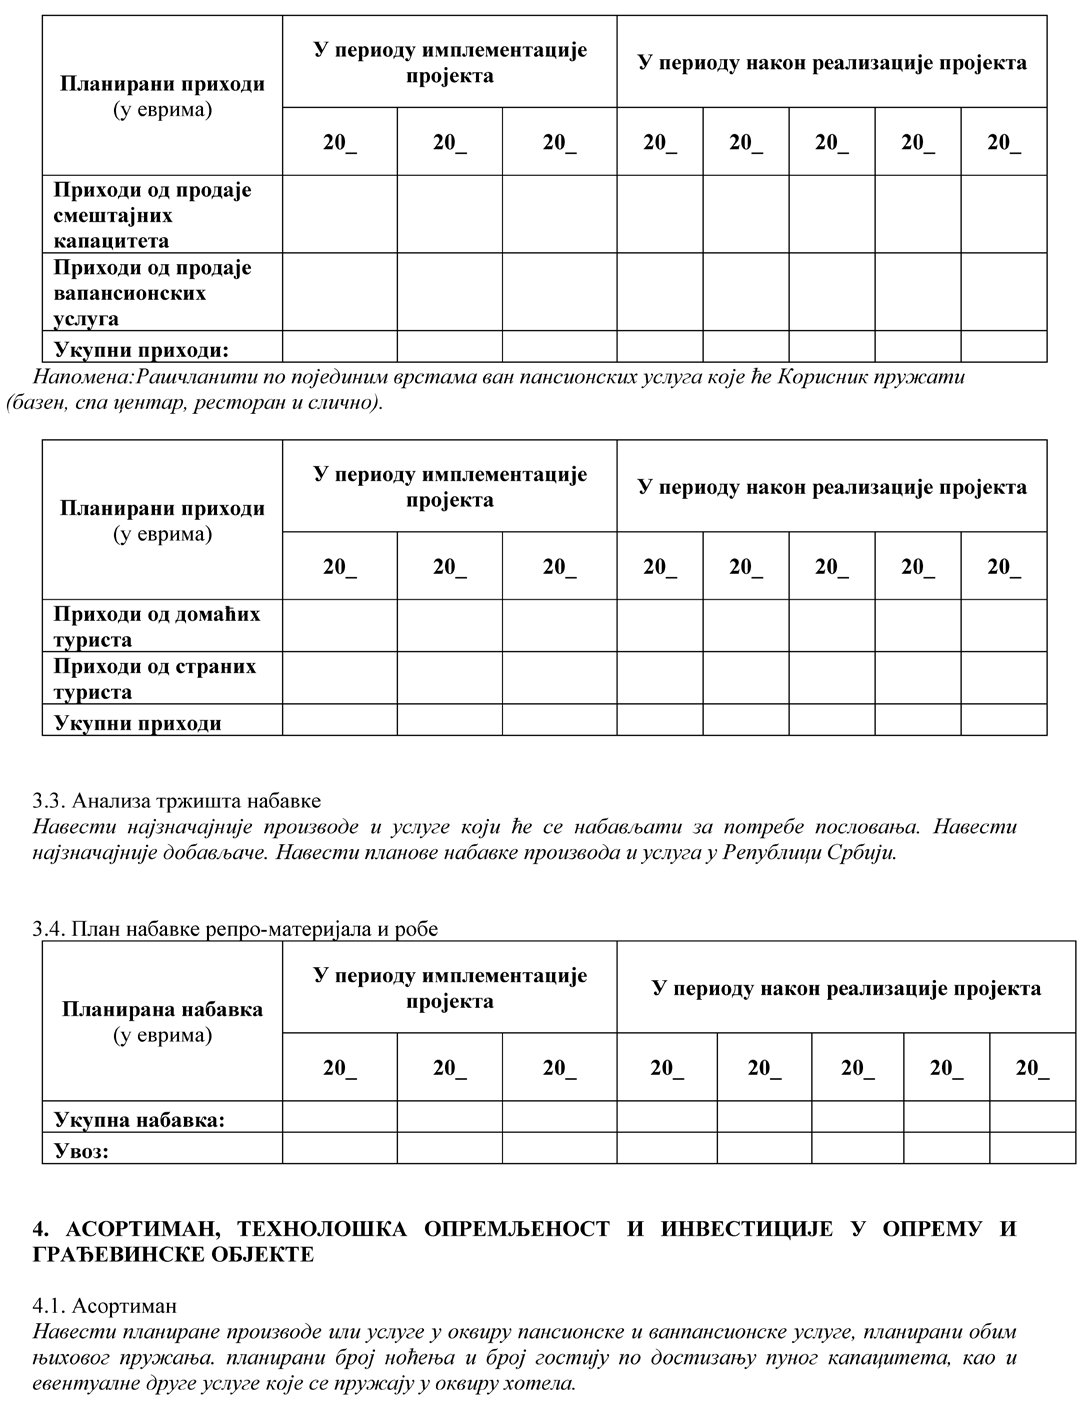 Планирани приходи
(у еврима)
У периоду имплементације
пројекта
У периоду након реализације пројекта
20_ 20_ 20_ 20_ 20_ 20_ 20_ 20_
Приходи од продаје
смештајних
капацитета
Приходи од продаје
вапансионских
услуга
Укупни приходи:
Напомена:Рашчланити по појединим врстама ван пансионских услуга које ће Корисник пружати
(базен, спа центар, ресторан и слично).
Планирани приходи
(у еврима)
У периоду имплементације
пројекта
У периоду након реализације пројекта
20_ 20_ 20_ 20_ 20_ 20_ 20_ 20_
Приходи од домаћих
туриста
Приходи од страних
туриста
Укупни приходи
3.3. Анализа тржишта набавке
Навести најзначајније производе и услуге који ће се набављати за потребе пословања. Навести
најзначајније добављаче. Навести планове набавке производа и услуга у Републици Србији.
3.4. План набавке репро-материјала и робе
Планирана набавка
(у еврима)
У периоду имплементације
пројекта
У периоду након реализације пројекта
20_ 20_ 20_ 20_ 20_ 20_ 20_ 20_
Укупна набавка:
Увоз:
4. АСОРТИМАН, ТЕХНОЛОШКА ОПРЕМЉЕНОСТ И ИНВЕСТИЦИЈЕ У ОПРЕМУ И
ГРАЂЕВИНСКЕ ОБЈЕКТЕ
4.1. Асортиман
Навести планиране производе или услуге у оквиру пансионске и ванпансионске услуге, планирани обим
њиховог пружања. планирани број ноћења и број гостију по достизању пуног капацитета, као и
евентуалне друге услуге које се пружају у оквиру хотела.